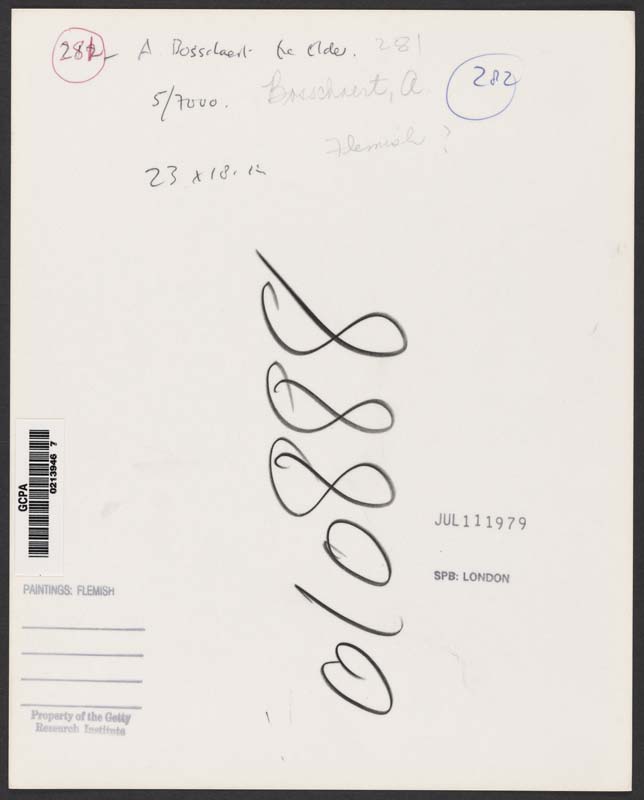 282 A Bosschaert the Elder. 281
5/7000. Bosschaert, A. 282
Flemish ?
23 x 18. in
010888
GCPA
0213946 7
JUL 11 1979
SPB: LONDON
PAINTINGS: FLEMISH
Property of the Getty
Research Institute